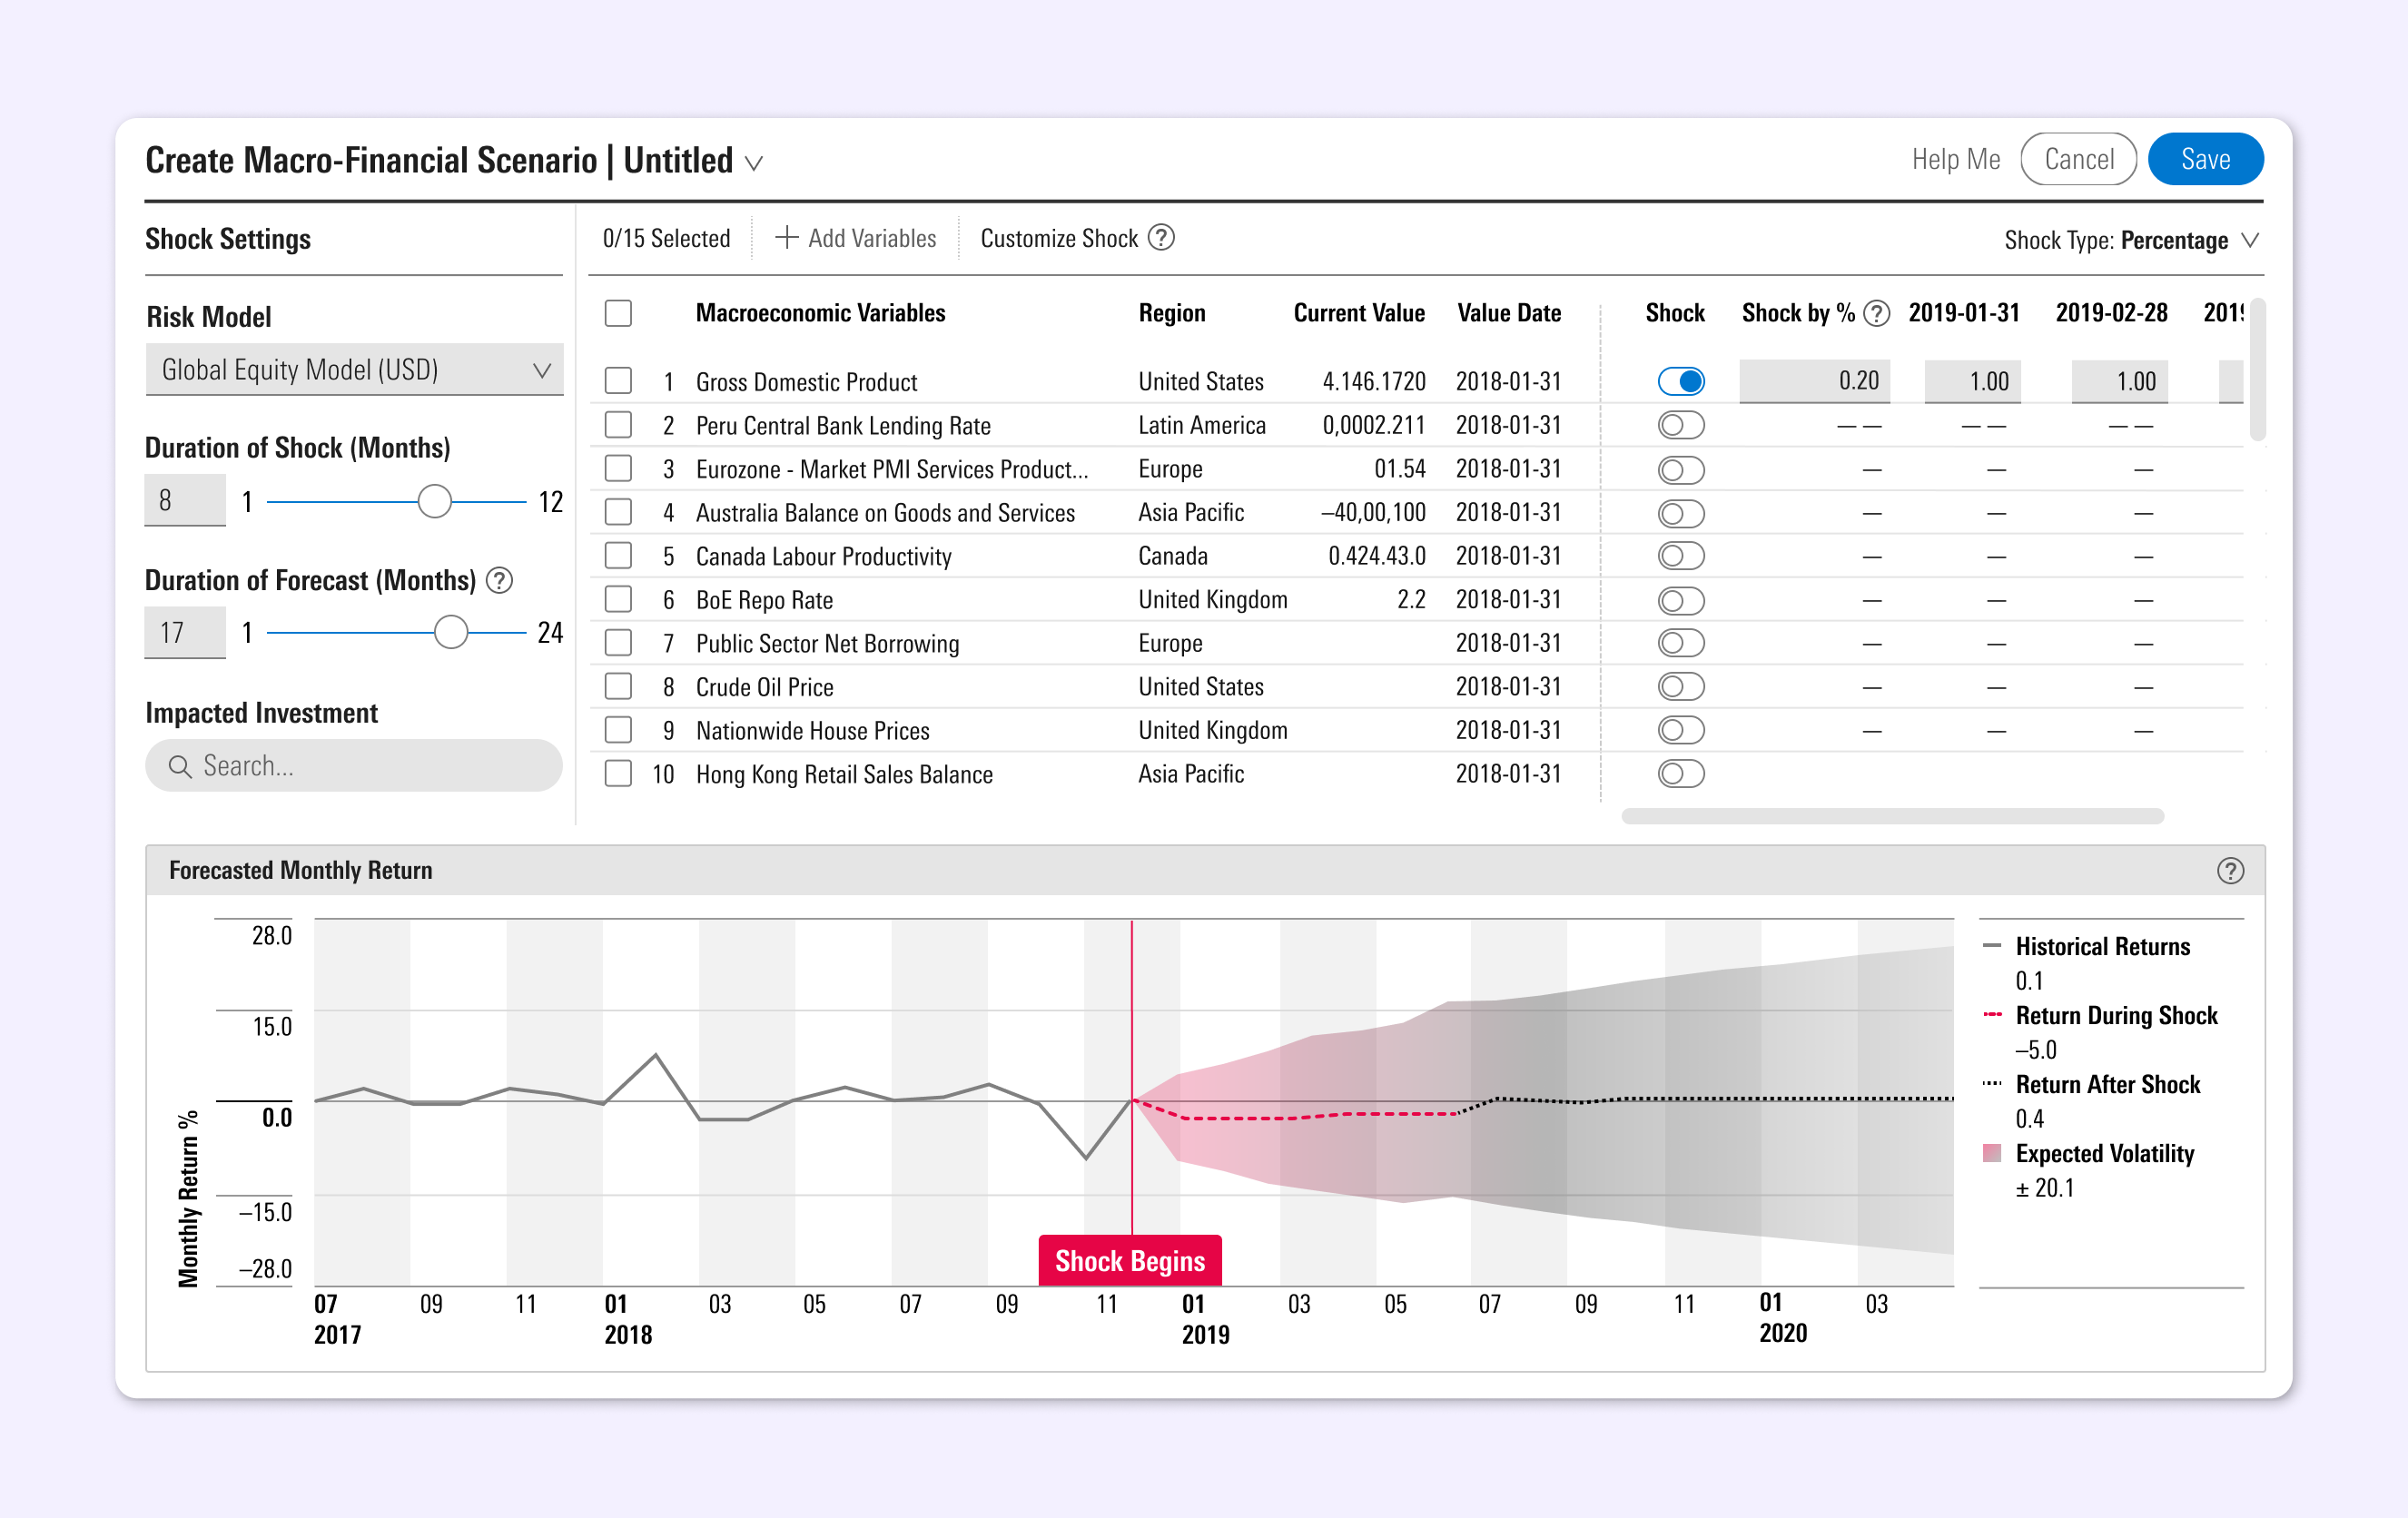 Create Macro-Financial Scenario | Untitled
Help Me
Cancel
Save
Shock Settings
0/15 Selected
Add Variables
Customize Shock ?
Shock Type: Percentage
Risk Model
Global Equity Model (USD)
Duration of Shock (Months)
8 1 12
Duration of Forecast (Months) ?
17 1 24
Impacted Investment
Search...
Macroeconomic Variables Region Current Value Value Date Shock Shock by % ? 2019-01-31 2019-02-28
1 Gross Domestic Product United States 4.146.1720 2018-01-31 0.20 1.00 1.00
2 Peru Central Bank Lending Rate Latin America 0,0002.211 2018-01-31 — — — — — —
3 Eurozone - Market PMI Services Product... Europe 01.54 2018-01-31 — — —
4 Australia Balance on Goods and Services Asia Pacific –40,00,100 2018-01-31 — — —
5 Canada Labour Productivity Canada 0.424.43.0 2018-01-31 — — —
6 BoE Repo Rate United Kingdom 2.2 2018-01-31 — — —
7 Public Sector Net Borrowing Europe 2018-01-31 — — —
8 Crude Oil Price United States 2018-01-31 — — —
9 Nationwide House Prices United Kingdom 2018-01-31 — — —
10 Hong Kong Retail Sales Balance Asia Pacific 2018-01-31
Forecasted Monthly Return ?
Monthly Return %
28.0
15.0
0.0
–15.0
–28.0
Shock Begins
07 09 11 01 03 05 07 09 11 01 03 05 07 09 11 01 03
2017 2018 2019 2020
Historical Returns
0.1
Return During Shock
–5.0
Return After Shock
0.4
Expected Volatility
± 20.1